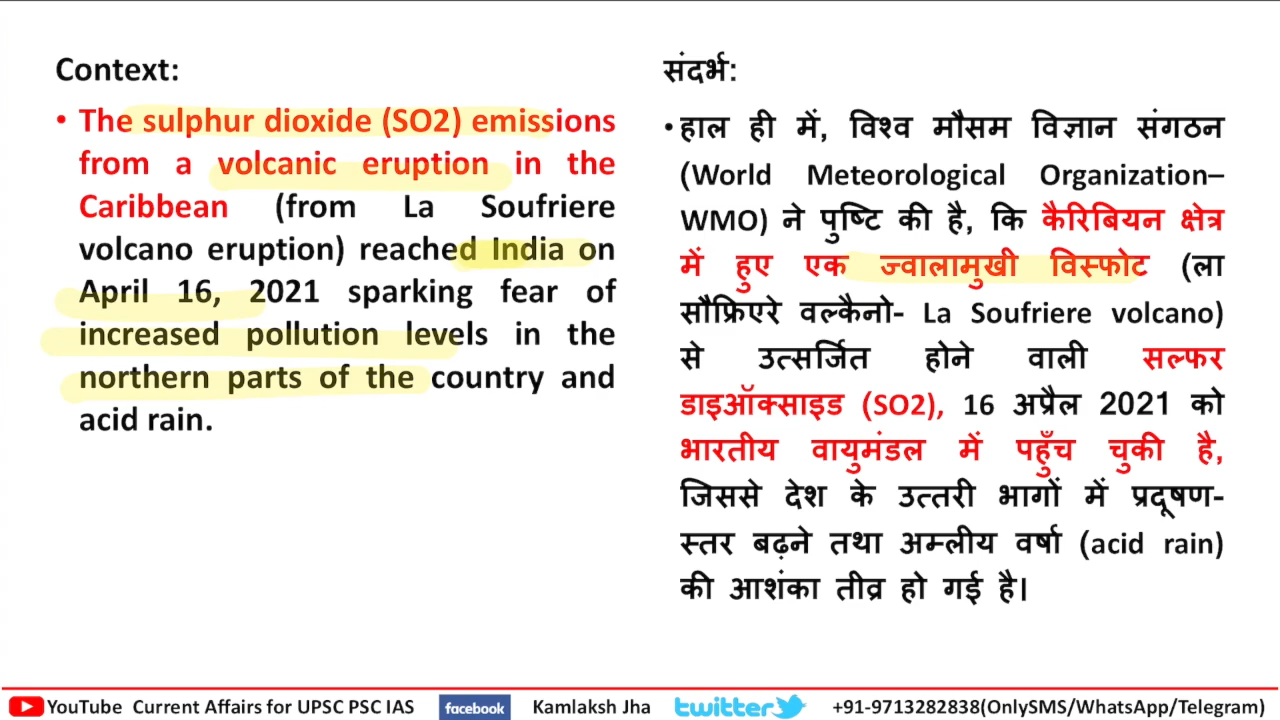 Context:
• The sulphur dioxide (SO2) emissions
from a volcanic eruption in the
Caribbean (from La Soufriere
volcano eruption) reached India on
April 16, 2021 sparking fear of
increased pollution levels in the
northern parts of the country and
acid rain.
संदर्भ:
• हाल ही में, विश्व मौसम विज्ञान संगठन
(World Meteorological Organization–
WMO) ने पुष्टि की है, कि कैरिबियन क्षेत्र
में हुए एक ज्वालामुखी विस्फोट (ला
सौफ्रिएरे वल्कैनो- La Soufriere volcano)
से उत्सर्जित होने वाली सल्फर
डाइऑक्साइड (SO2), 16 अप्रैल 2021 को
भारतीय वायुमंडल में पहुँच चुकी है,
जिससे देश के उत्तरी भागों में प्रदूषण-
स्तर बढ़ने तथा अम्लीय वर्षा (acid rain)
की आशंका तीव्र हो गई है।
YouTube Current Affairs for UPSC PSC IAS facebook Kamlaksh Jha twitter +91-9713282838(OnlySMS/WhatsApp/Telegram)